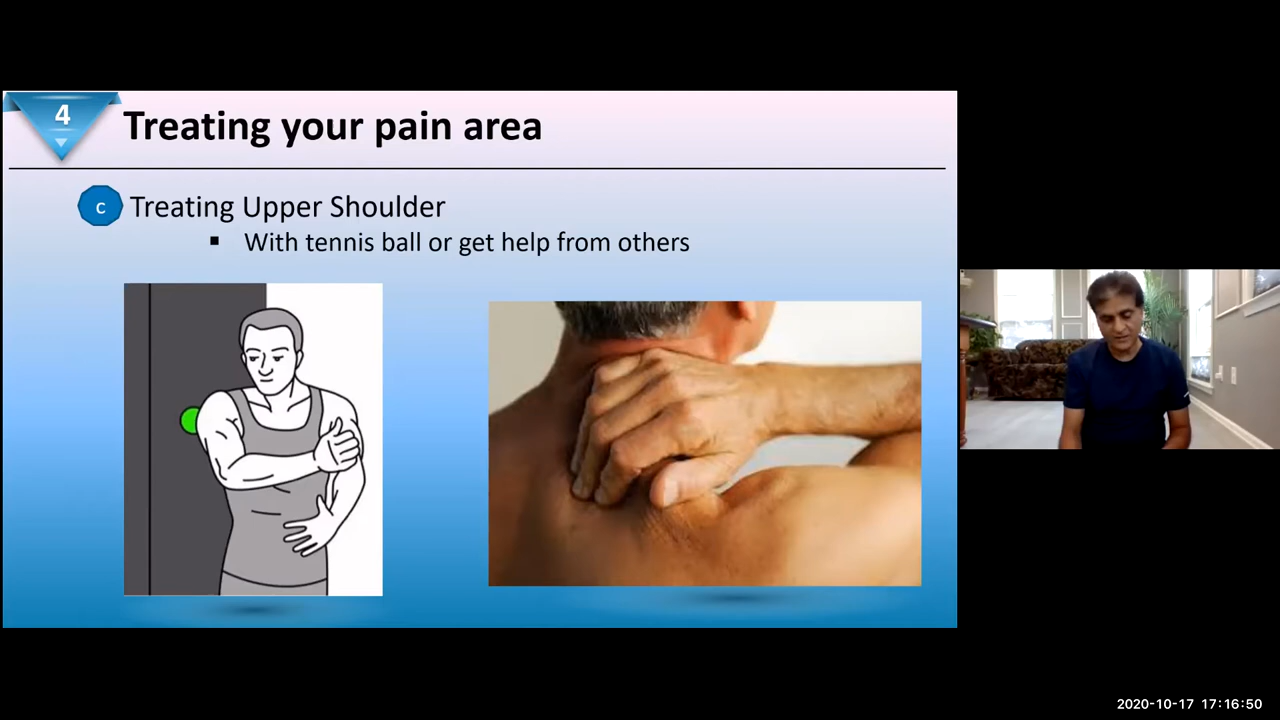 4
Treating your pain area
c
Treating Upper Shoulder
▪ With tennis ball or get help from others
2020-10-17 17:16:50